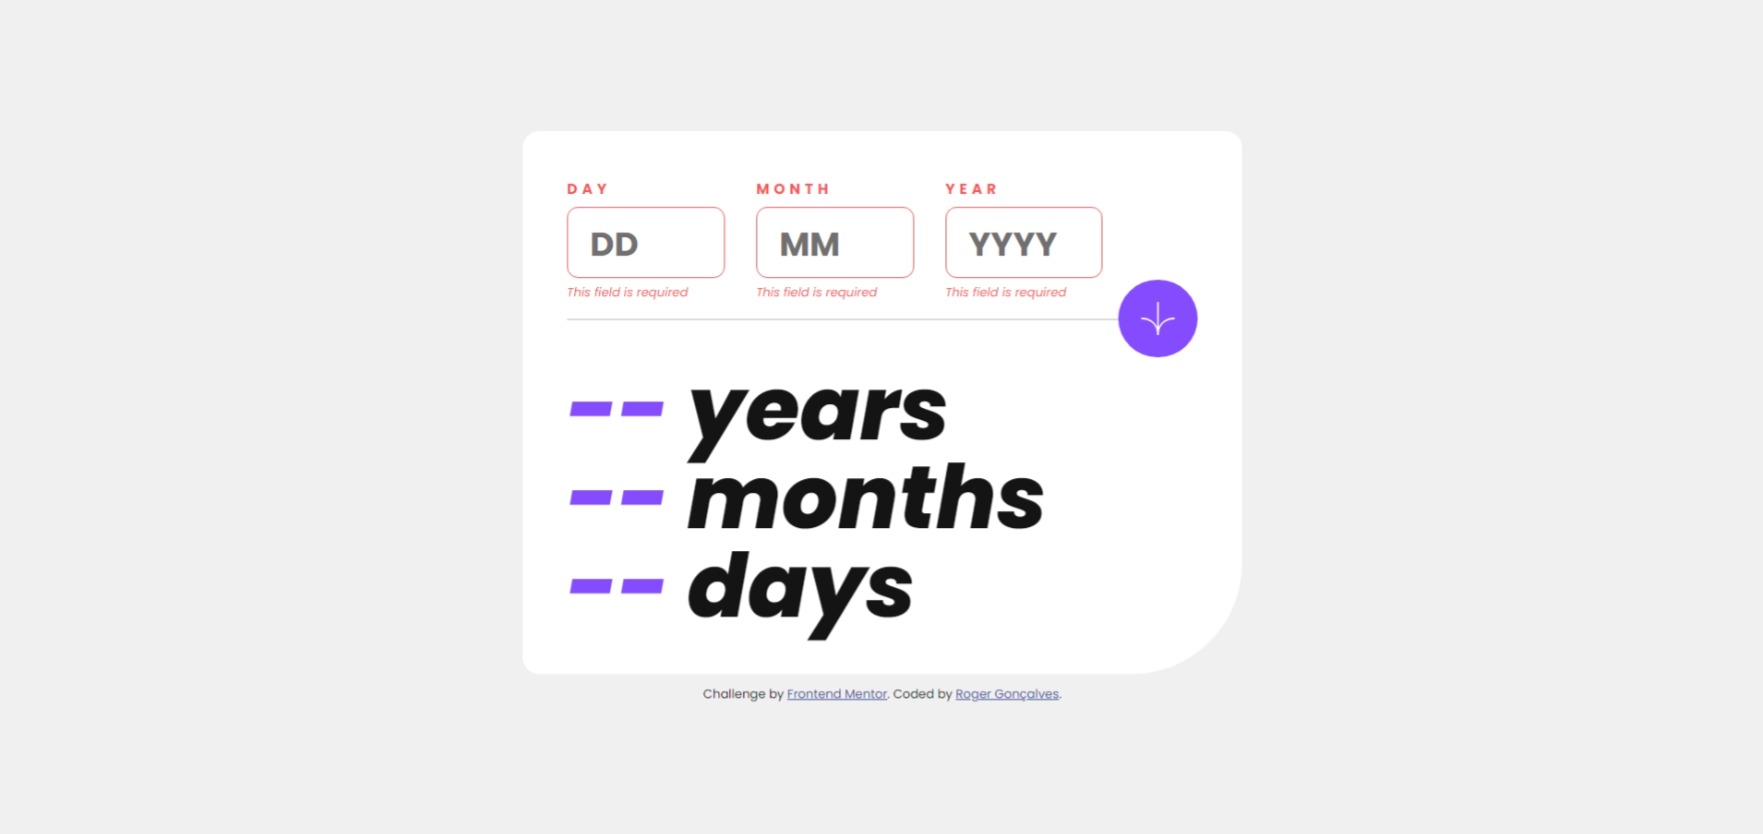 DAY MONTH YEAR
DD MM YYYY
This field is required This field is required This field is required
-- years
-- months
-- days
Challenge by Frontend Mentor. Coded by Roger Gonçalves.